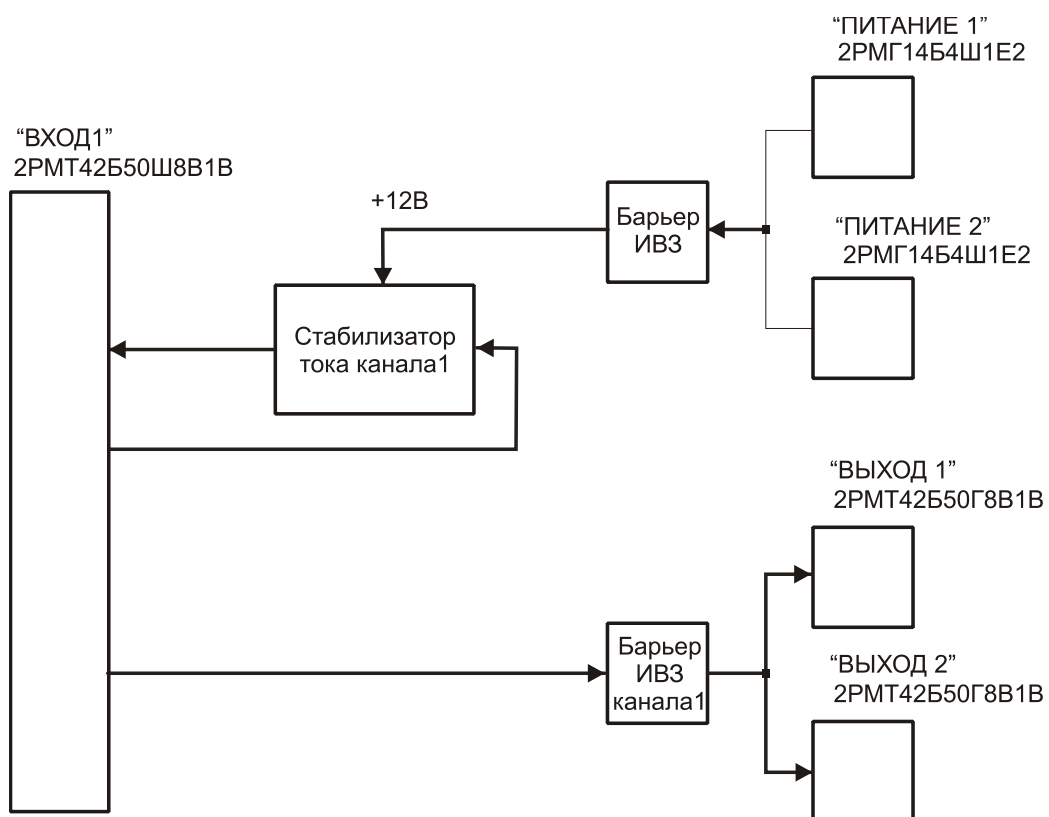 “ПИТАНИЕ 1”
2РМГ14Б4Ш1Е2
“ВХОД1”
2РМТ42Б50Ш8В1В
+12В
Барьер
ИВЗ
“ПИТАНИЕ 2”
2РМГ14Б4Ш1Е2
Стабилизатор
тока канала1
“ВЫХОД 1”
2РМТ42Б50Г8В1В
Барьер
ИВЗ
канала1
“ВЫХОД 2”
2РМТ42Б50Г8В1В